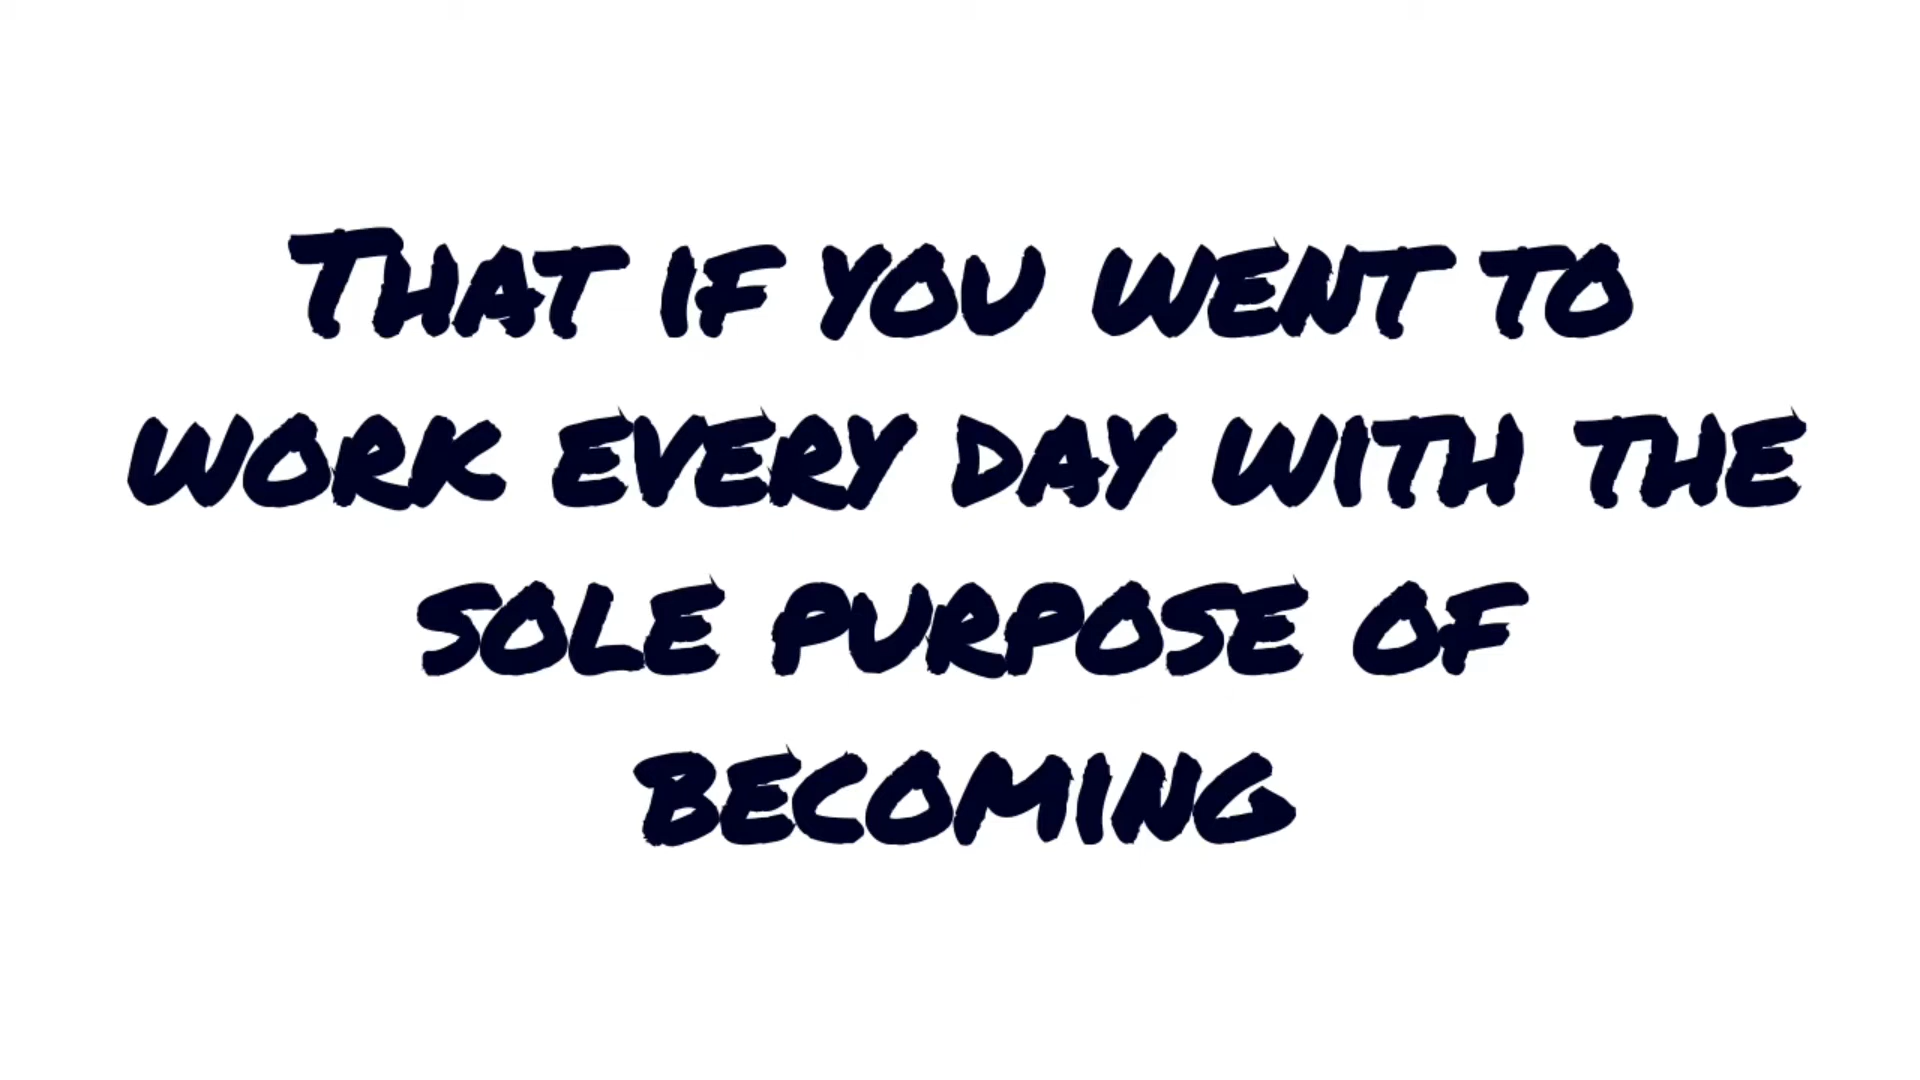 That if you went to
work every day with the
sole purpose of
becoming